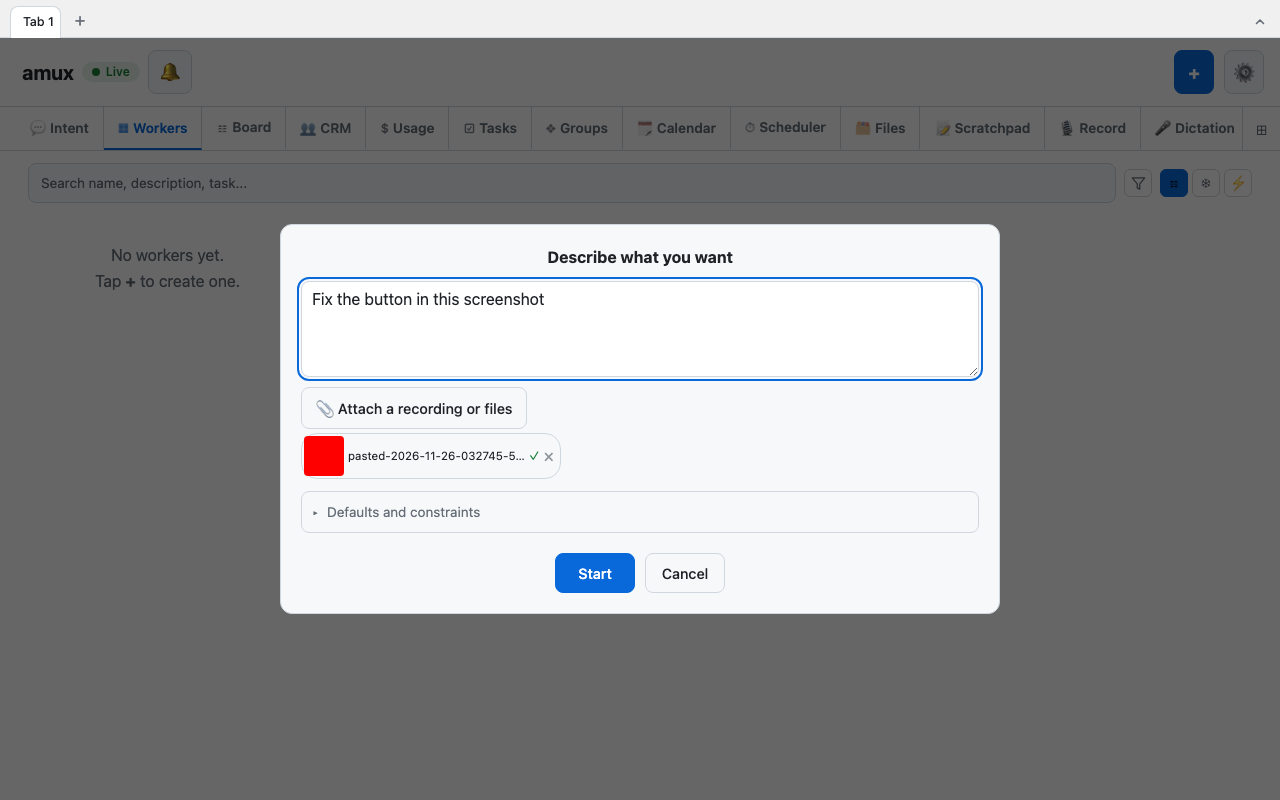 Tab 1 +
amux Live
+
Intent Workers Board CRM $ Usage Tasks Groups Calendar Scheduler Files Scratchpad Record Dictation
Search name, description, task...
No workers yet.
Tap + to create one.
Describe what you want
Fix the button in this screenshot
Attach a recording or files
pasted-2026-11-26-032745-5... ✓ ×
Defaults and constraints
Start Cancel